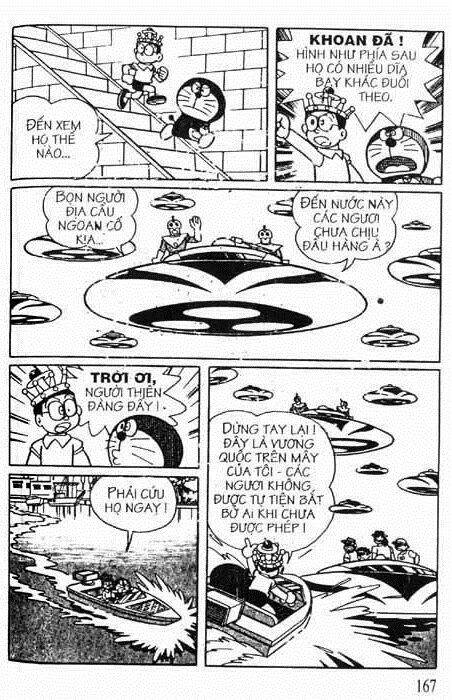 ĐẾN XEM
HỌ THẾ
NÀO...
KHOAN ĐÃ !
HÌNH NHƯ PHÍA SAU
HỌ CÓ NHIỀU DĨA
BAY KHÁC ĐUỔI
THEO.
BỌN NGƯỜI
ĐỊA CẦU
NGOAN CỐ
KIA...
ĐẾN NƯỚC NÀY
CÁC NGƯƠI
CHƯA CHỊU
ĐẦU HÀNG À ?
TRỜI ƠI,
NGƯỜI THIÊN
ĐÀNG ĐẤY !
DỪNG TAY LẠI !
ĐÂY LÀ VƯƠNG
QUỐC TRÊN MÂY
CỦA TÔI - CÁC
NGƯƠI KHÔNG
ĐƯỢC TỰ TIỆN BẮT
BỚ AI KHI CHƯA
ĐƯỢC PHÉP !
PHẢI CỨU
HỌ NGAY !
167